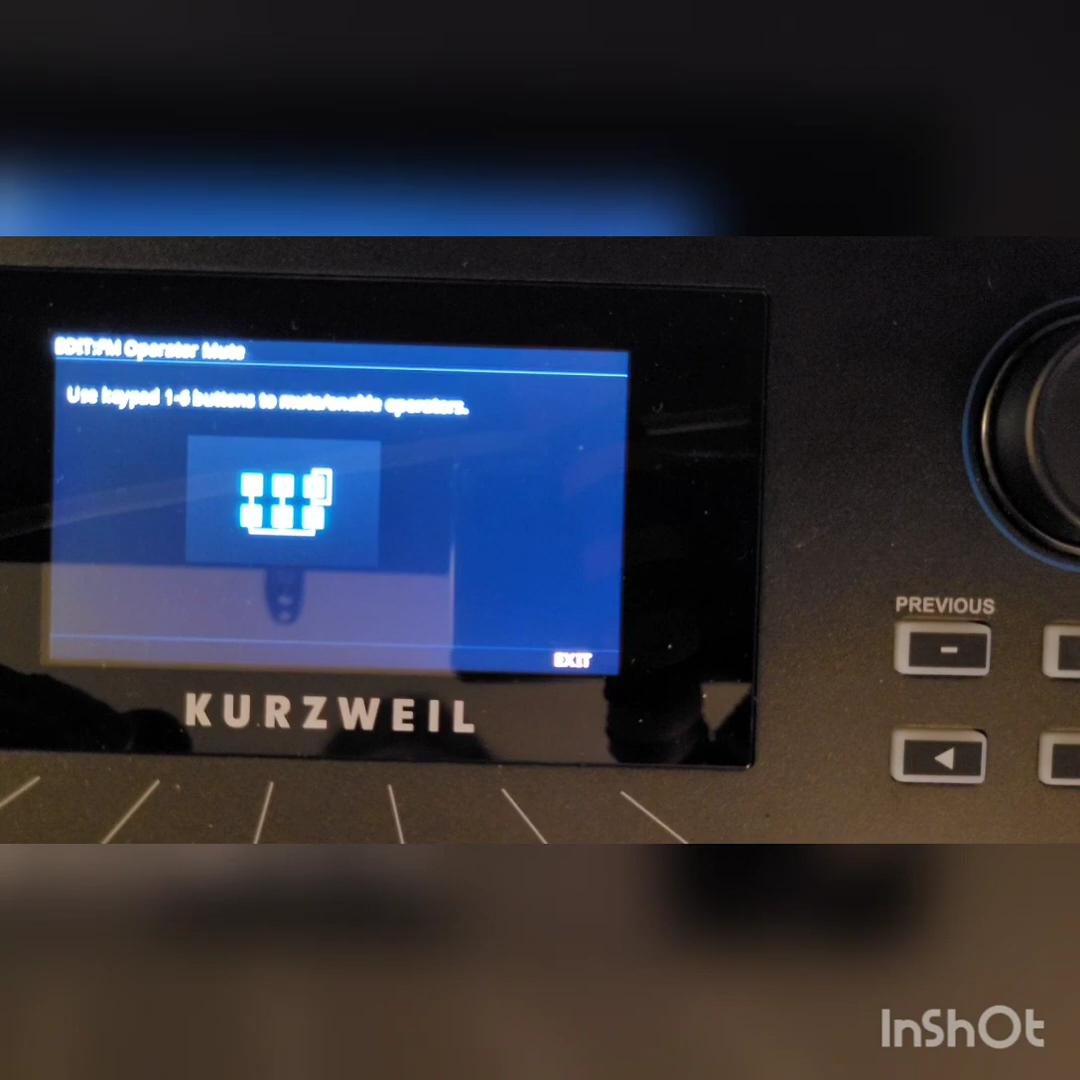 EDIT:FM Operator Mute
Use keypad 1-6 buttons to mute/enable operators.
EXIT
KURZWEIL
PREVIOUS
-
InShOt